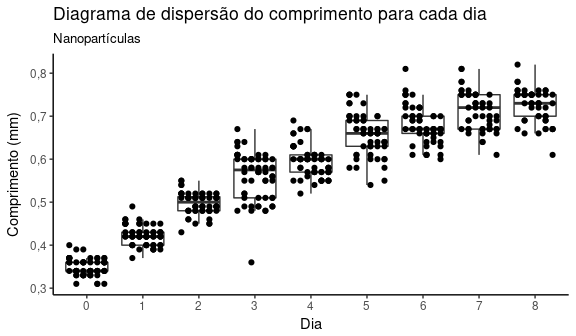 Diagrama de dispersão do comprimento para cada dia
Nanopartículas
Comprimento (mm)
0,8
0,7
0,6
0,5
0,4
0,3
0 1 2 3 4 5 6 7 8
Dia